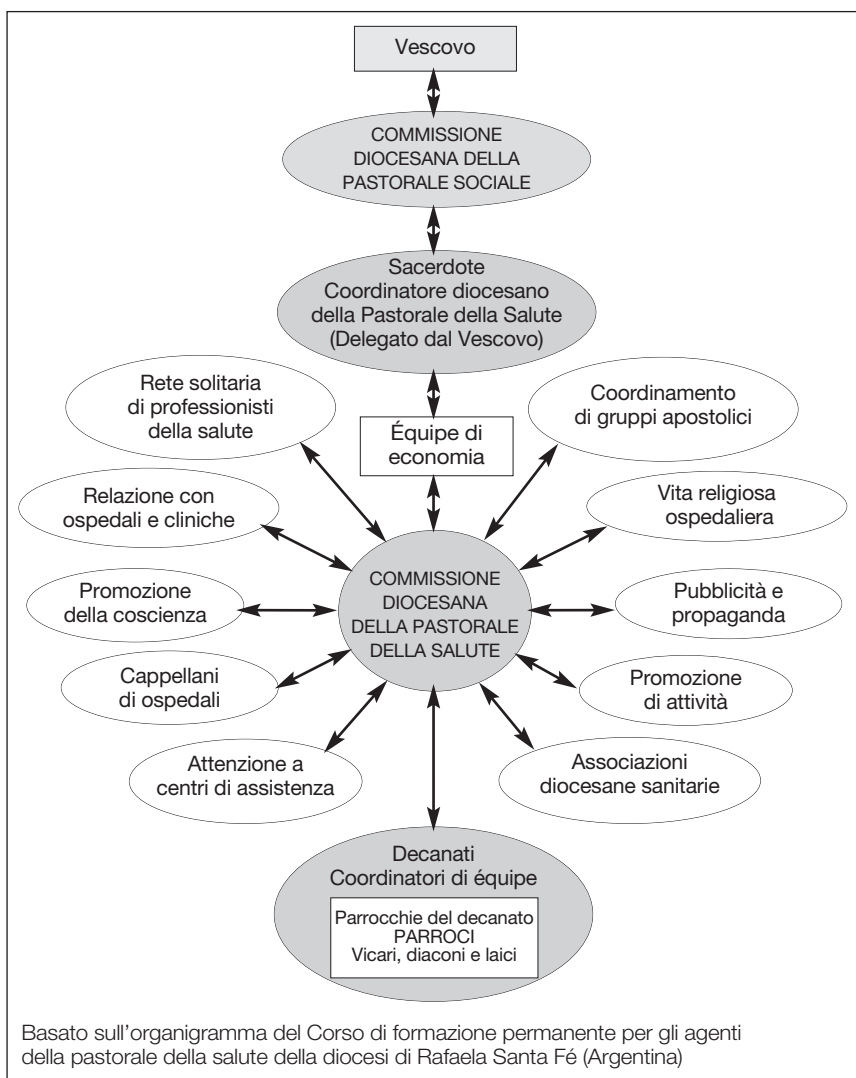 Vescovo
COMMISSIONE
DIOCESANA DELLA
PASTORALE SOCIALE
Sacerdote
Coordinatore diocesano
della Pastorale della Salute
(Delegato dal Vescovo)
Rete solitaria
di professionisti
della salute
Équipe di
economia
Coordinamento
di gruppi apostolici
Relazione con
ospedali e cliniche
Vita religiosa
ospedaliera
Promozione
della coscienza
COMMISSIONE
DIOCESANA
DELLA PASTORALE
DELLA SALUTE
Pubblicità e
propaganda
Cappellani
di ospedali
Promozione
di attività
Attenzione a
centri di assistenza
Associazioni
diocesane sanitarie
Decanati
Coordinatori di équipe
Parrocchie del decanato
PARROCI
Vicari, diaconi e laici
Basato sull'organigramma del Corso di formazione permanente per gli agenti
della pastorale della salute della diocesi di Rafaela Santa Fé (Argentina)